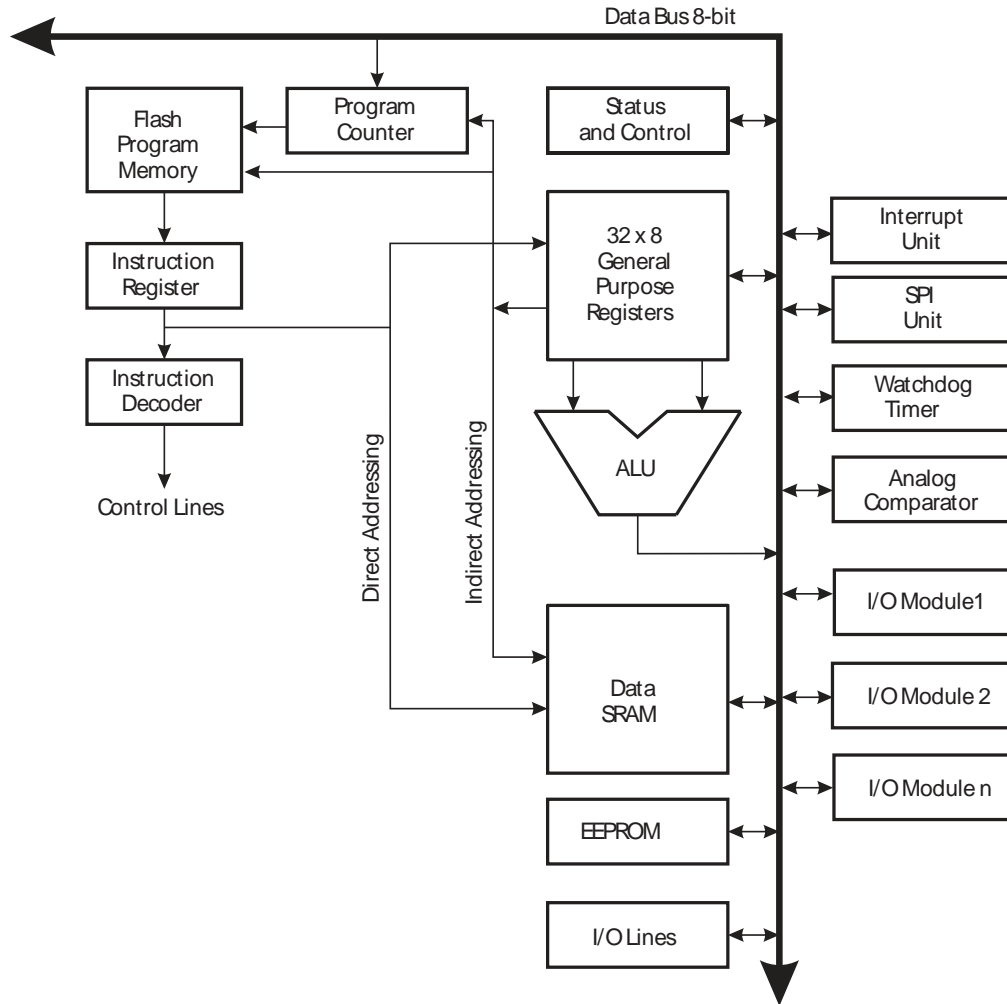 Data Bus 8-bit
Flash
Program
Memory
Program
Counter
Status
and Control
Interrupt
Unit
32 x 8
General
Purpose
Registers
Instruction
Register
SPI
Unit
Instruction
Decoder
Watchdog
Timer
Control Lines
Direct Addressing
Indirect Addressing
ALU
Analog
Comparator
I/O Module1
Data
SRAM
I/O Module 2
I/O Module n
EEPROM
I/O Lines